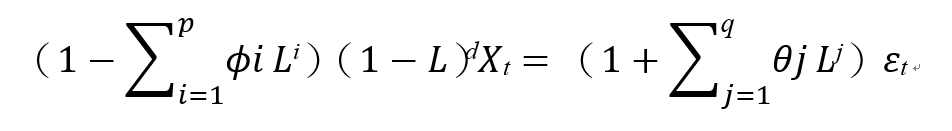 （1 − ∑_{i=1}^{p} ϕi L^i）（1 − L）^d X_t = （1 + ∑_{j=1}^{q} θj L^j） ε_t